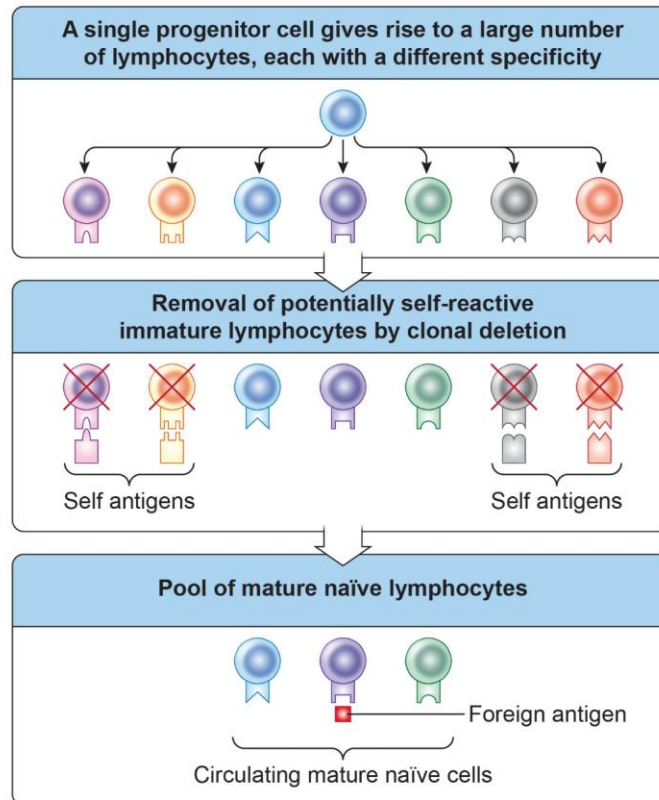 A single progenitor cell gives rise to a large number
of lymphocytes, each with a different specificity
Removal of potentially self-reactive
immature lymphocytes by clonal deletion
Self antigens
Self antigens
Pool of mature naïve lymphocytes
Foreign antigen
Circulating mature naïve cells